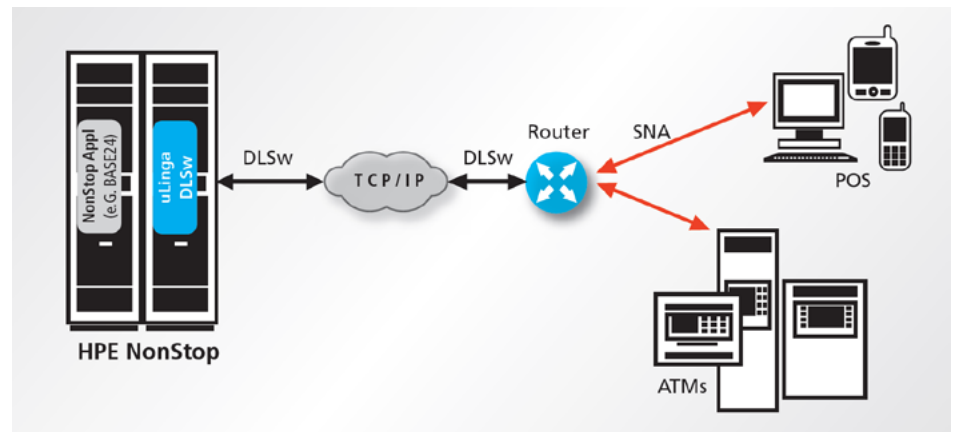 NonStop Appl
(e.G. BASE24)
uLinga
DLSw
DLSw
TCP/IP
DLSw
Router
SNA
POS
ATMs
HPE NonStop